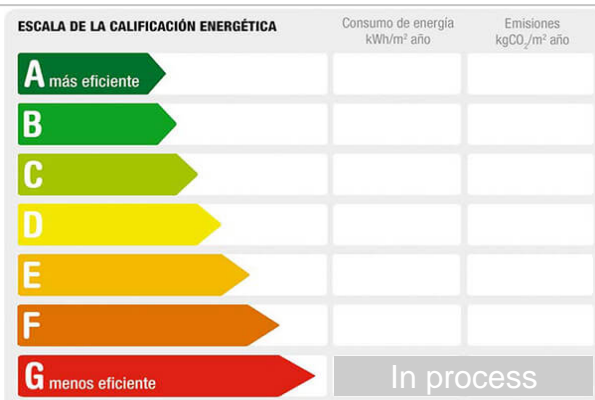 ESCALA DE LA CALIFICACIÓN ENERGÉTICA
Consumo de energía
kWh/m² año
Emisiones
kgCO₂/m² año
A más eficiente
B
C
D
E
F
G menos eficiente
In process